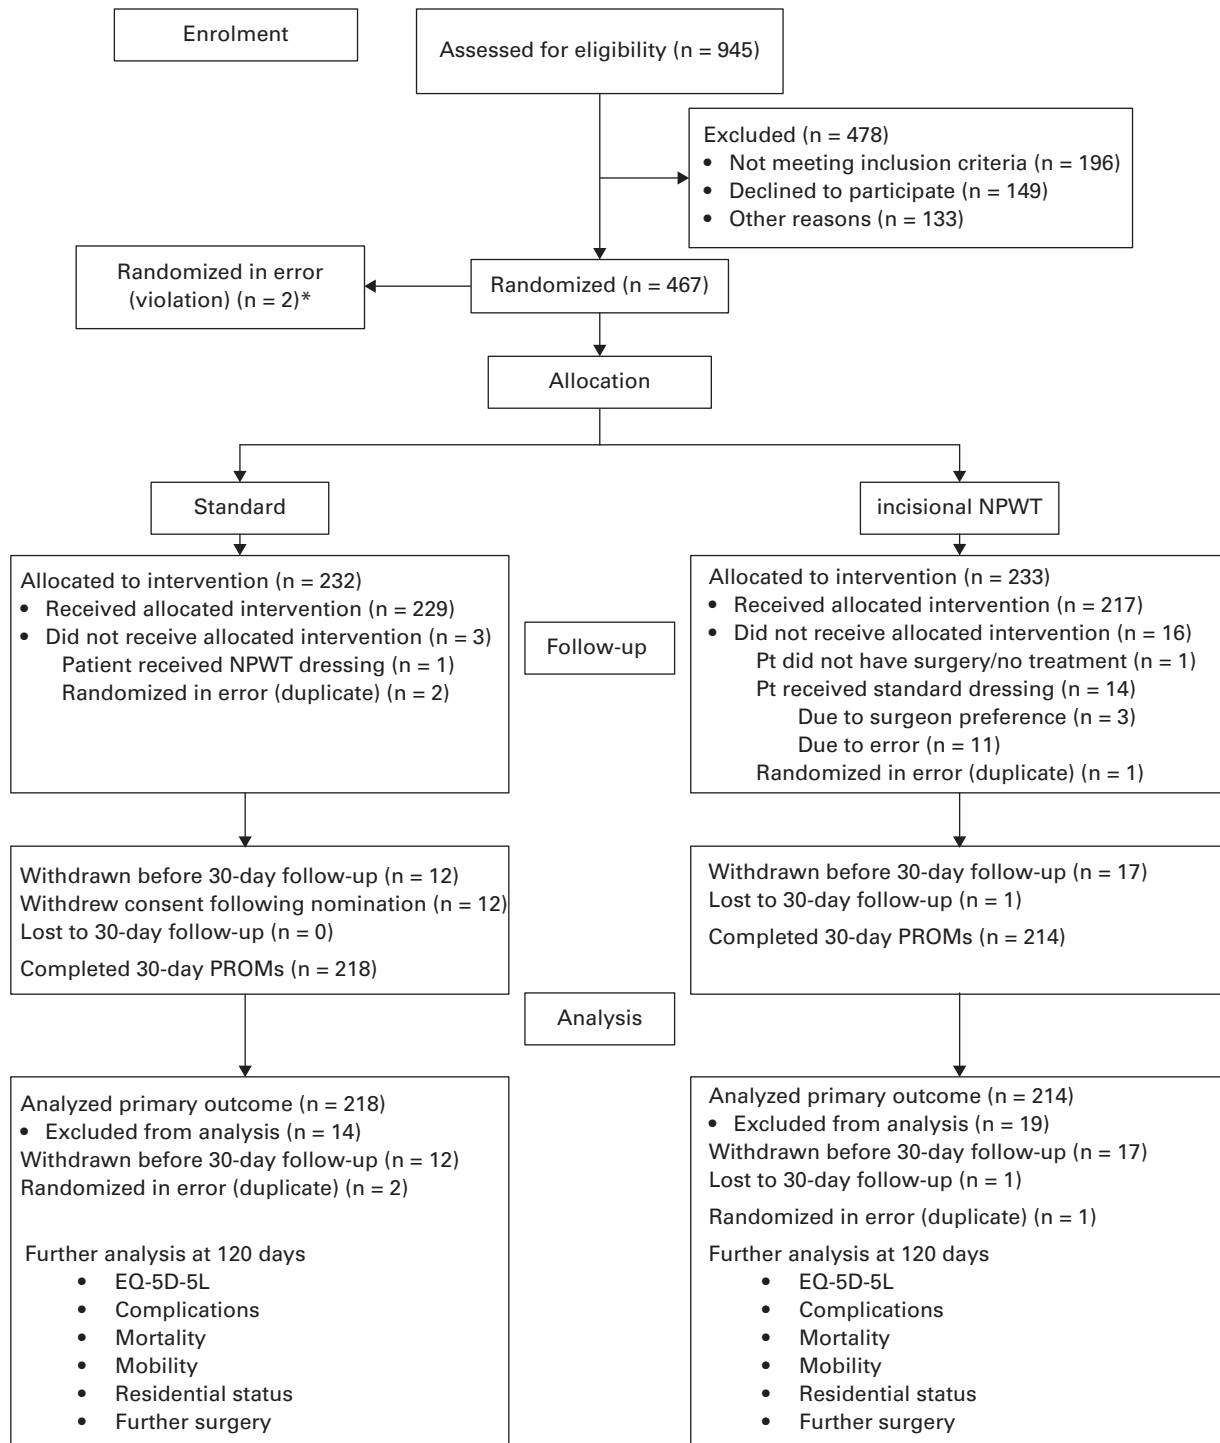 Enrolment
Assessed for eligibility (n = 945)
Excluded (n = 478)
• Not meeting inclusion criteria (n = 196)
• Declined to participate (n = 149)
• Other reasons (n = 133)
Randomized in error
(violation) (n = 2)*
Randomized (n = 467)
Allocation
Standard
incisional NPWT
Allocated to intervention (n = 232)
• Received allocated intervention (n = 229)
• Did not receive allocated intervention (n = 3)
Patient received NPWT dressing (n = 1)
Randomized in error (duplicate) (n = 2)
Follow-up
Allocated to intervention (n = 233)
• Received allocated intervention (n = 217)
• Did not receive allocated intervention (n = 16)
Pt did not have surgery/no treatment (n = 1)
Pt received standard dressing (n = 14)
Due to surgeon preference (n = 3)
Due to error (n = 11)
Randomized in error (duplicate) (n = 1)
Withdrawn before 30-day follow-up (n = 12)
Withdrew consent following nomination (n = 12)
Lost to 30-day follow-up (n = 0)
Completed 30-day PROMs (n = 218)
Withdrawn before 30-day follow-up (n = 17)
Lost to 30-day follow-up (n = 1)
Completed 30-day PROMs (n = 214)
Analysis
Analyzed primary outcome (n = 218)
• Excluded from analysis (n = 14)
Withdrawn before 30-day follow-up (n = 12)
Randomized in error (duplicate) (n = 2)
Further analysis at 120 days
• EQ-5D-5L
• Complications
• Mortality
• Mobility
• Residential status
• Further surgery
Analyzed primary outcome (n = 214)
• Excluded from analysis (n = 19)
Withdrawn before 30-day follow-up (n = 17)
Lost to 30-day follow-up (n = 1)
Randomized in error (duplicate) (n = 1)
Further analysis at 120 days
• EQ-5D-5L
• Complications
• Mortality
• Mobility
• Residential status
• Further surgery